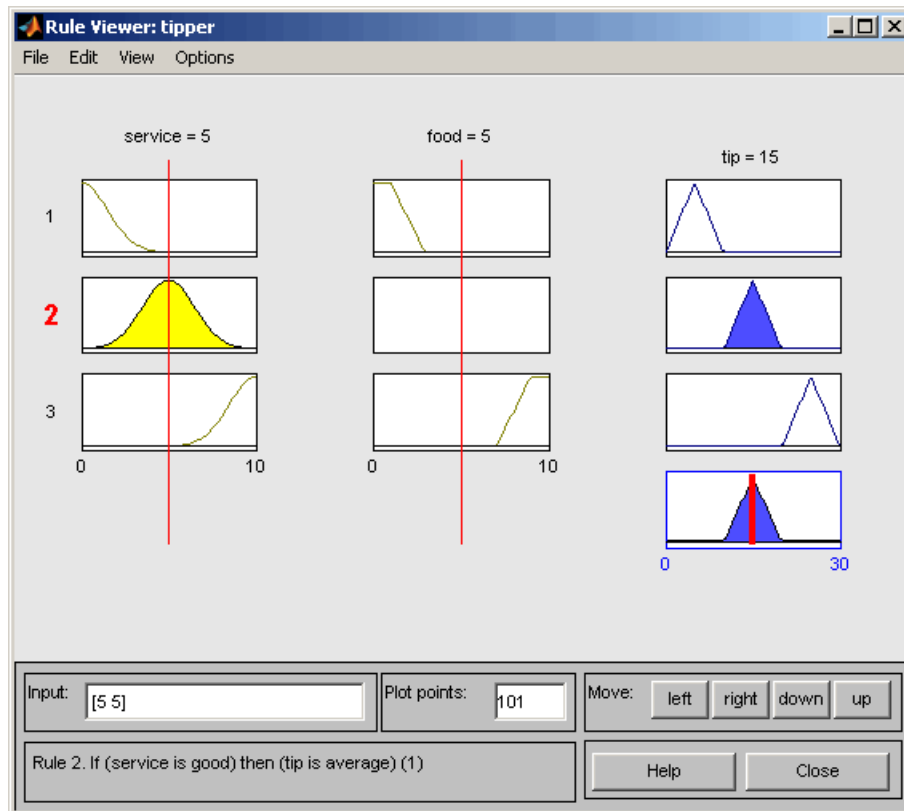 Rule Viewer: tipper
File Edit View Options
service = 5
food = 5
tip = 15
1
2
3
0 10
0 10
0 30
Input: [5 5]
Plot points: 101
Move: left right down up
Rule 2. If (service is good) then (tip is average) (1)
Help Close